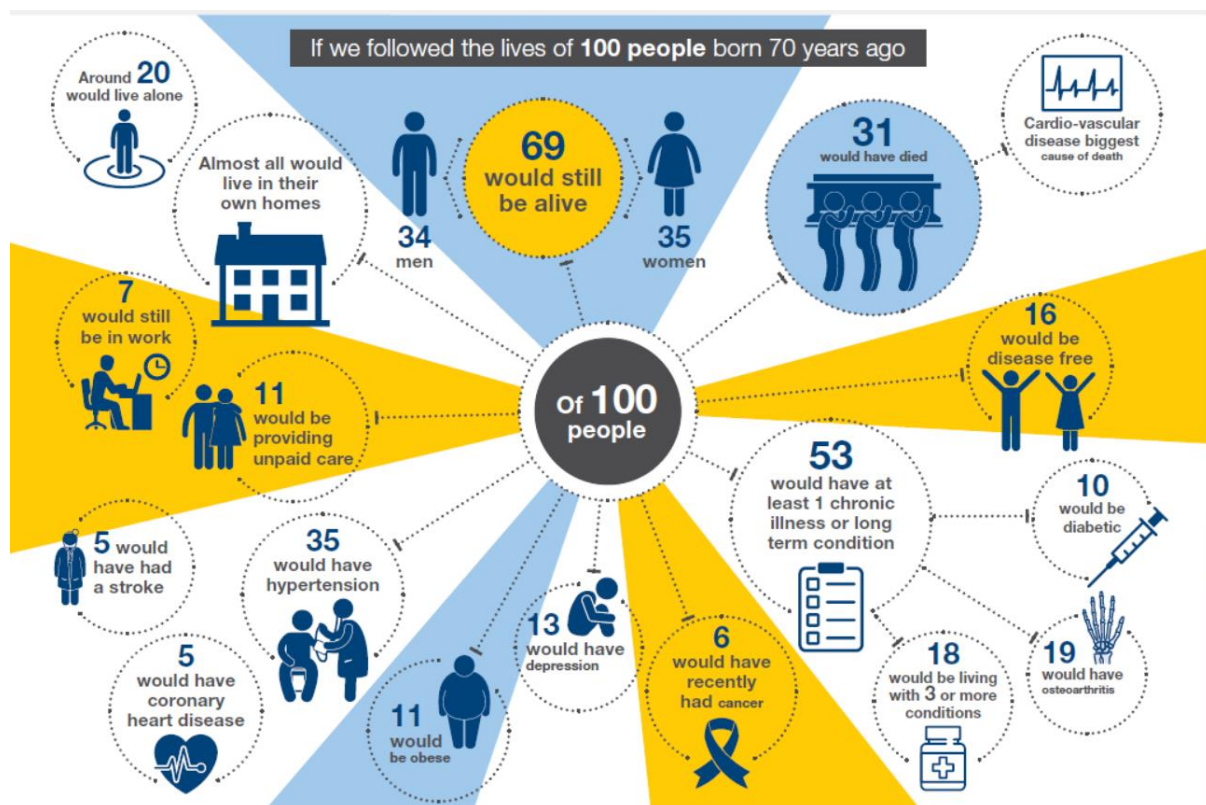 If we followed the lives of 100 people born 70 years ago
Around 20
would live alone
Almost all would
live in their
own homes
34
men
69
would still
be alive
35
women
31
would have died
Cardio-vascular
disease biggest
cause of death
7
would still
be in work
11
would be
providing
unpaid care
Of 100
people
16
would be
disease free
53
would have at
least 1 chronic
illness or long
term condition
10
would be
diabetic
5 would
have had
a stroke
35
would have
hypertension
5
would have
coronary
heart disease
11
would
be obese
13
would have
depression
6
would have
recently
had cancer
18
would be living
with 3 or more
conditions
19
would have
osteoarthritis